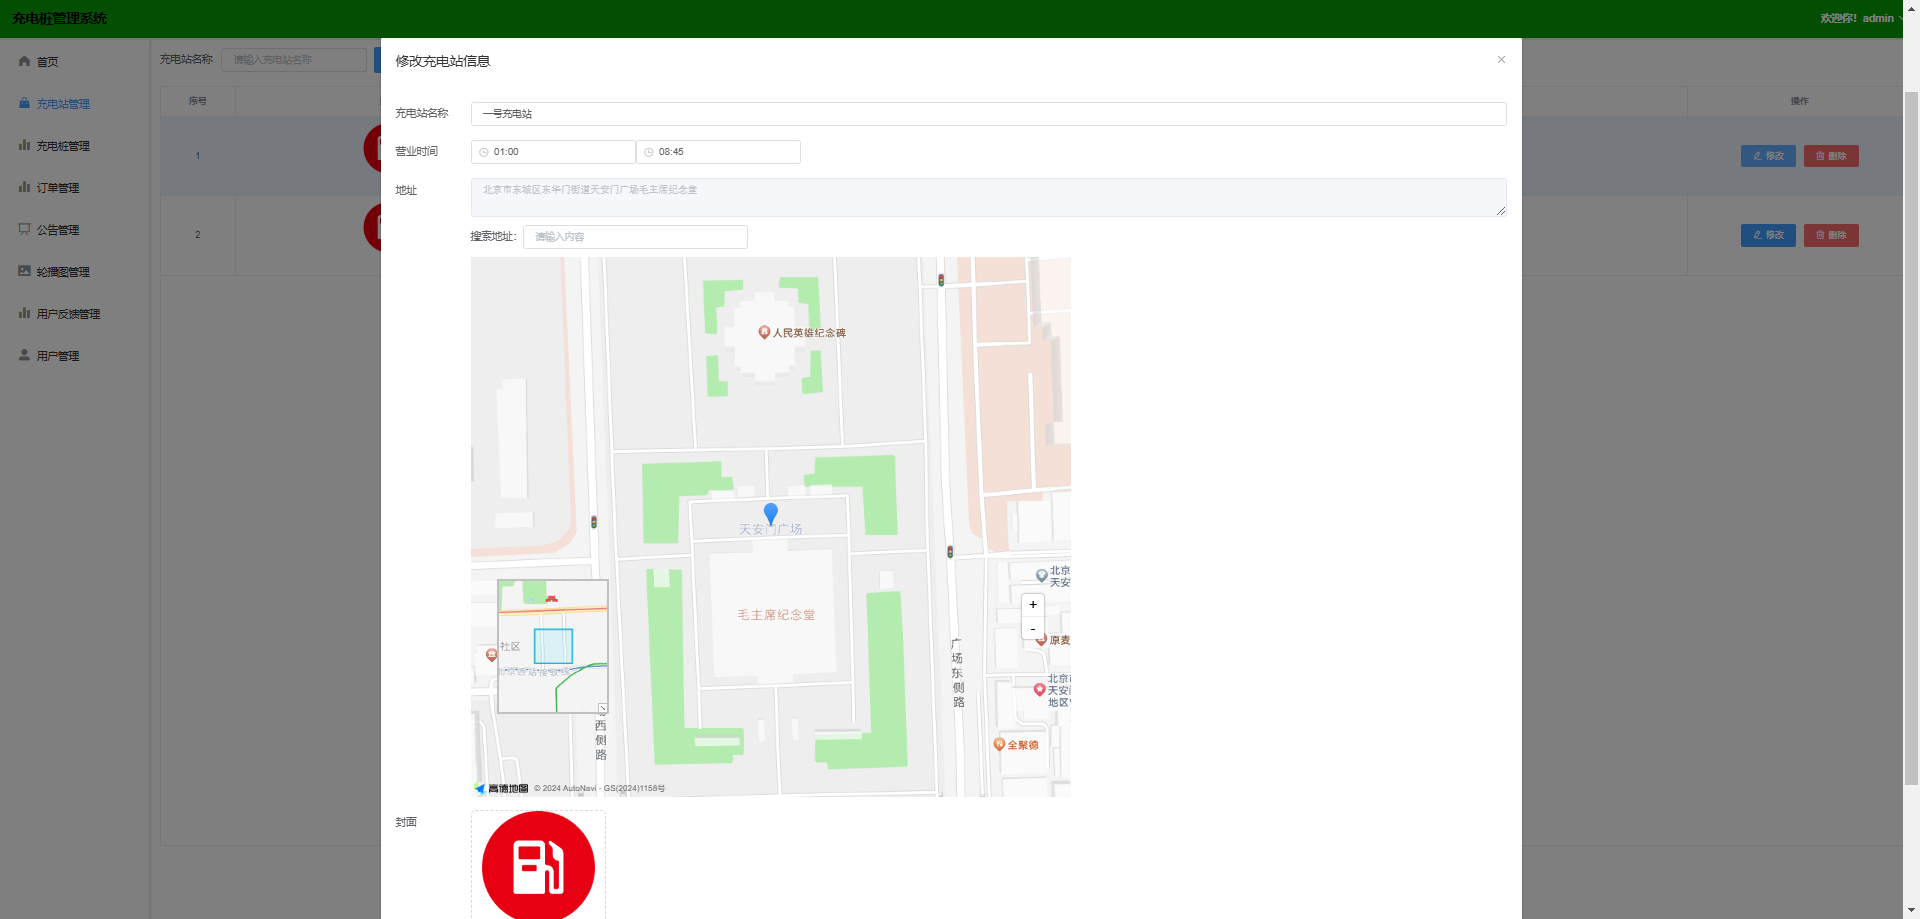 充电桩管理系统
欢迎你！admin
首页
充电站管理
充电桩管理
订单管理
公告管理
轮播图管理
用户反馈管理
用户管理
充电站名称
请输入充电站名称
序号
操作
1
修改
删除
2
修改
删除
修改充电站信息
×
充电站名称
一号充电站
营业时间
01:00
08:45
地址
北京市东城区东华门街道天安门广场毛主席纪念堂
搜索地址:
请输入内容
人民英雄纪念碑
天安门广场
毛主席纪念堂
北京
天安
+
-
原麦
社区
广场东侧路
天安
地区
西侧路
全聚德
高德地图 © 2024 AutoNavi - GS(2024)1158号
封面